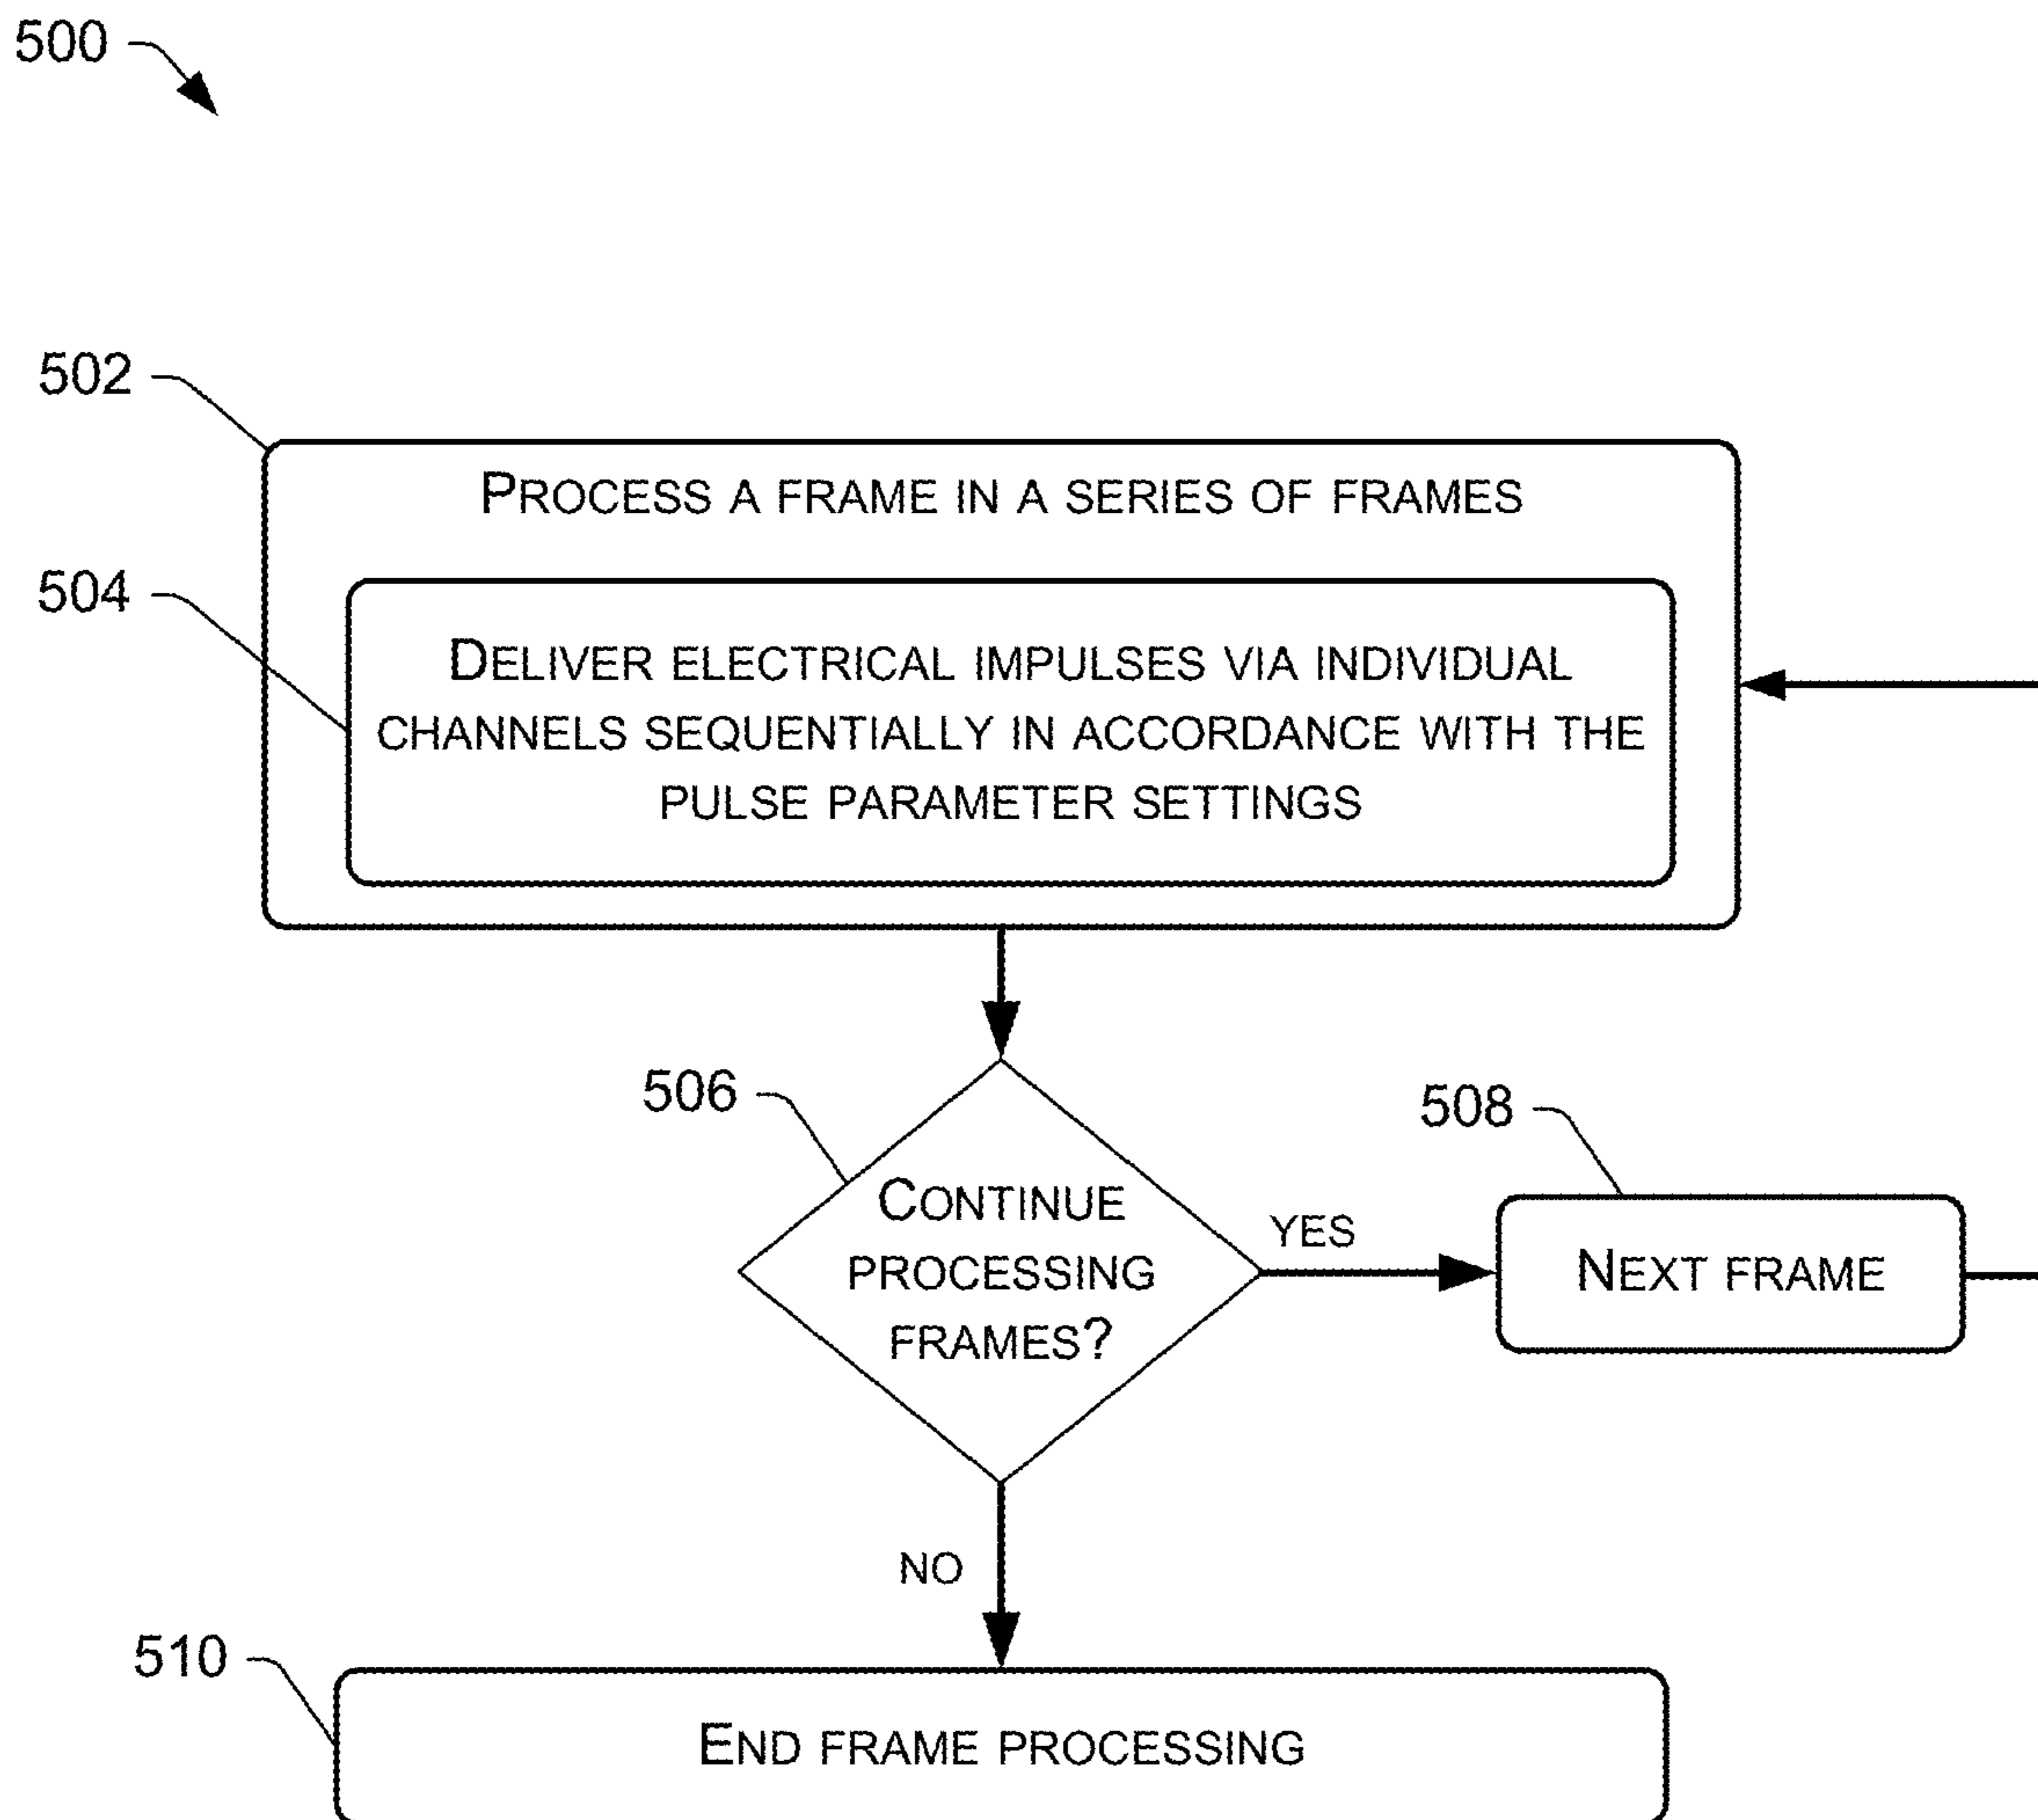 500
502
PROCESS A FRAME IN A SERIES OF FRAMES
504
DELIVER ELECTRICAL IMPULSES VIA INDIVIDUAL
CHANNELS SEQUENTIALLY IN ACCORDANCE WITH THE
PULSE PARAMETER SETTINGS
506
508
CONTINUE
PROCESSING
FRAMES?
YES
NEXT FRAME
NO
510
END FRAME PROCESSING